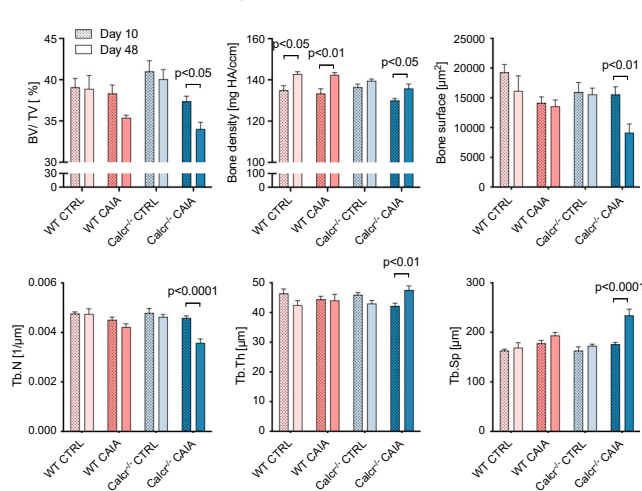 Day 10
Day 48
BV/ TV [ %]
45
40
35
30
30
0
p<0.05
WT CTRL
WT CAIA
Calcr-/- CTRL
Calcr-/- CAIA
Bone density [mg HA/ccm]
160
140
120
100
100
0
p<0.05
p<0.01
p<0.05
WT CTRL
WT CAIA
Calcr-/- CTRL
Calcr-/- CAIA
Bone surface [µm²]
25000
20000
15000
10000
5000
0
p<0.01
WT CTRL
WT CAIA
Calcr-/- CTRL
Calcr-/- CAIA
Tb.N [1/µm]
0.006
0.004
0.002
0.000
p<0.0001
WT CTRL
WT CAIA
Calcr-/- CTRL
Calcr-/- CAIA
Tb.Th [µm]
50
40
30
20
10
0
p<0.01
WT CTRL
WT CAIA
Calcr-/- CTRL
Calcr-/- CAIA
Tb.Sp [µm]
300
200
100
0
p<0.0001
WT CTRL
WT CAIA
Calcr-/- CTRL
Calcr-/- CAIA